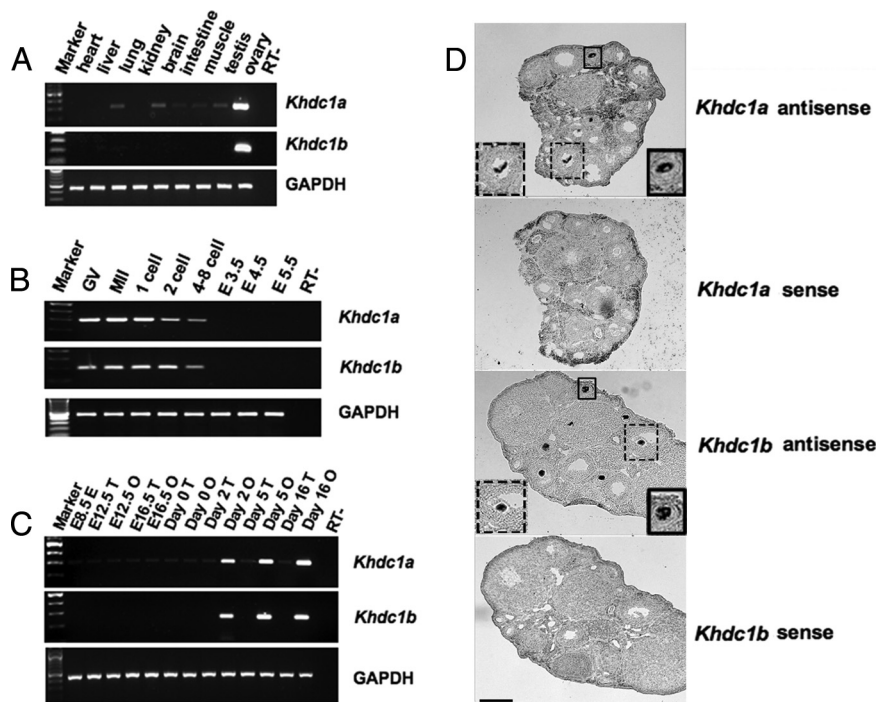 A
Marker
heart
liver
lung
kidney
brain
intestine
muscle
testis
ovary
RT-
Khdc1a
Khdc1b
GAPDH
B
Marker
GV
MII
1 cell
2 cell
4-8 cell
E 3.5
E 4.5
E 5.5
RT-
Khdc1a
Khdc1b
GAPDH
C
Marker
E8.5 E
E12.5 T
E12.5 O
E16.5 T
E16.5 O
Day 0 T
Day 0 O
Day 2 T
Day 2 O
Day 5 T
Day 5 O
Day 16 T
Day 16 O
RT-
Khdc1a
Khdc1b
GAPDH
D
Khdc1a antisense
Khdc1a sense
Khdc1b antisense
Khdc1b sense